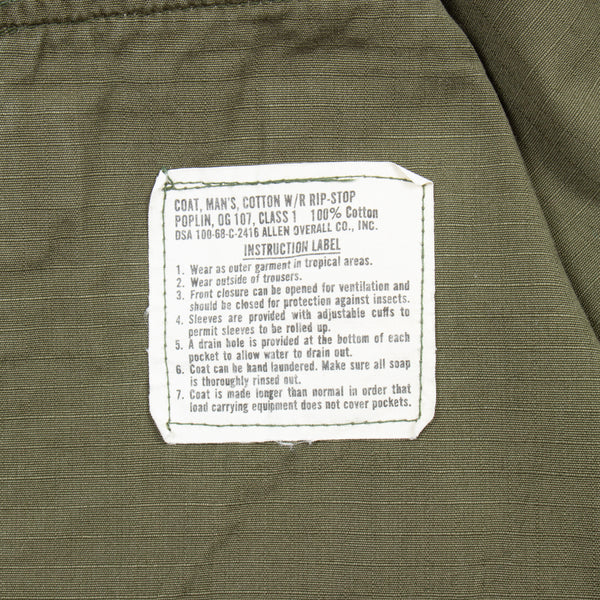 COAT, MAN'S, COTTON W/R RIP-STOP
POPLIN, OG 107, CLASS 1 100% Cotton
DSA 100-68-C-2416 ALLEN OVERALL CO., INC.
INSTRUCTION LABEL
1. Wear as outer garment in tropical areas.
2. Wear outside of trousers.
3. Front closure can be opened for ventilation and
should be closed for protection against insects.
4. Sleeves are provided with adjustable cuffs to
permit sleeves to be rolled up.
5. A drain hole is provided at the bottom of each
pocket to allow water to drain out.
6. Coat can be hand laundered. Make sure all soap
is thoroughly rinsed out.
7. Coat is made longer than normal in order that
load carrying equipment does not cover pockets.